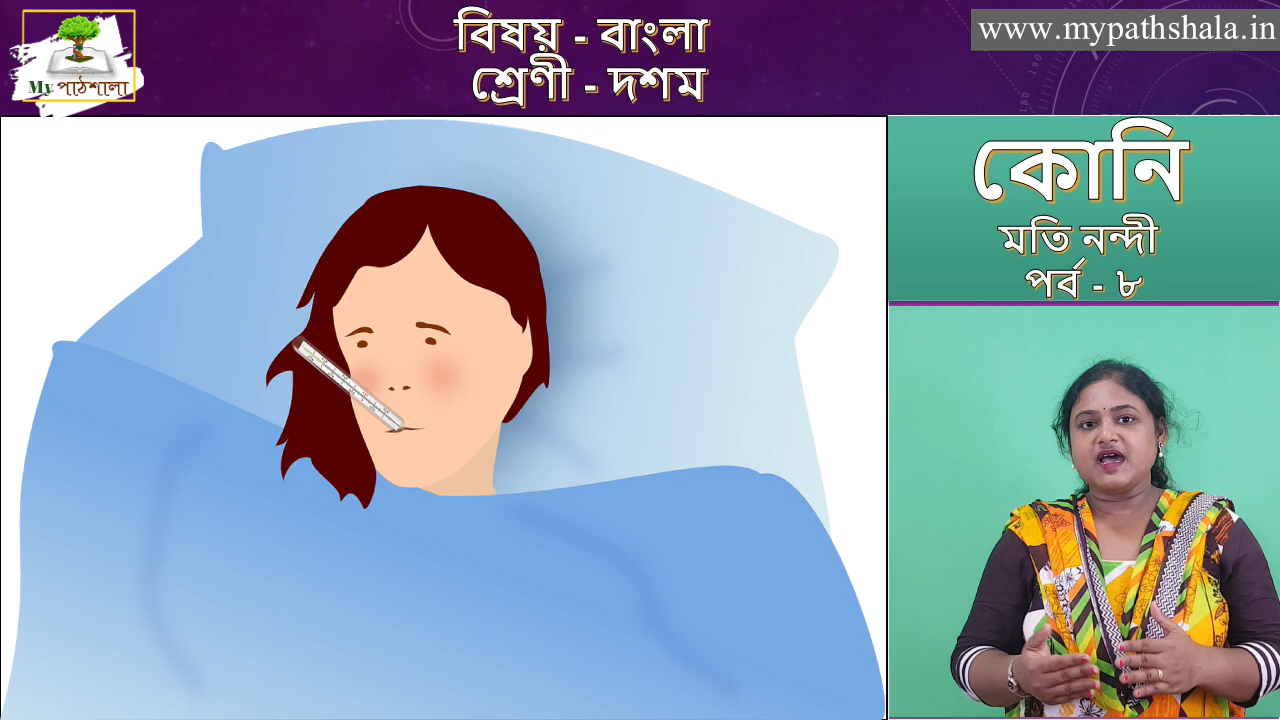 My পাঠশালা
বিষয় - বাংলা
শ্রেণী - দশম
www.mypathshala.in
কোনি
মতি নন্দী
পর্ব - ৮